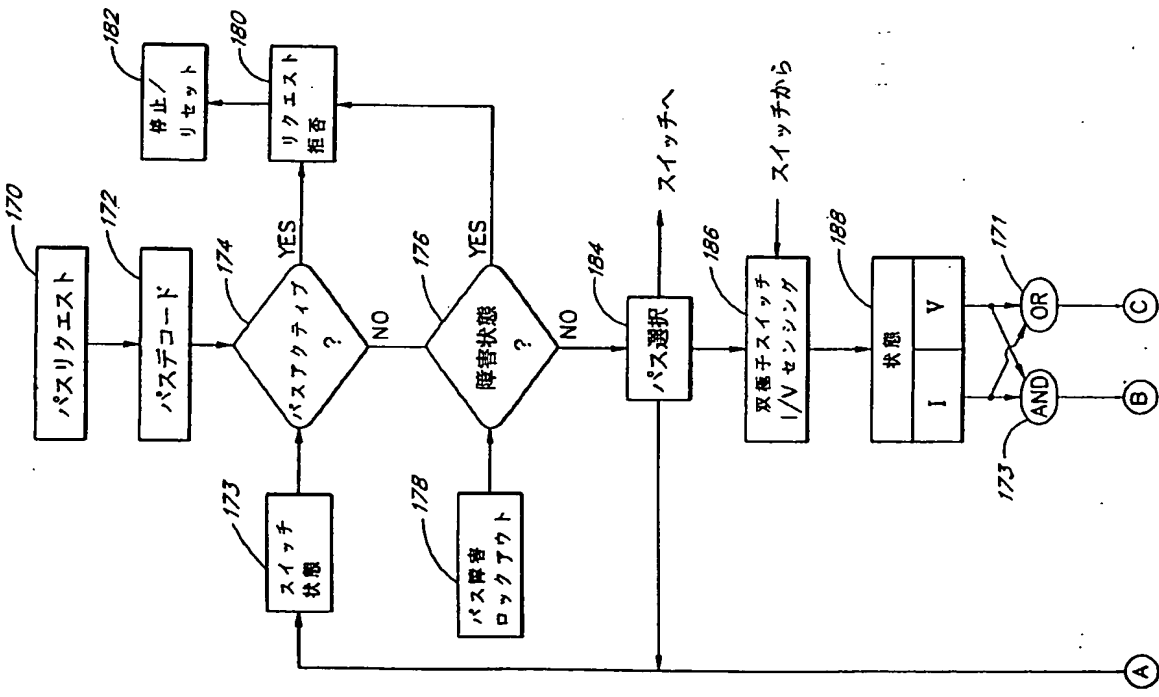 170
パスリクエスト
172
パスデコード
182
停止/
リセット
180
リクエスト
拒否
173
スイッチ
状態
174
パスアクティブ
?
YES
NO
178
パス障害
ロックアウト
176
障害状態
?
YES
NO
184
パス選択
スイッチへ
186
双極子スイッチ
I/Vセンシング
スイッチから
188
状態
I
V
173
AND
171
OR
A
B
C